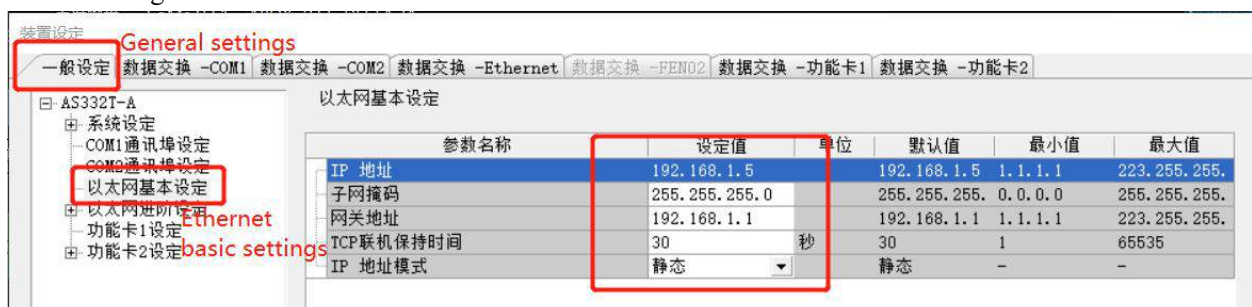 装置设定
General settings
一般设定 数据交换 -COM1 数据交换 -COM2 数据交换 -Ethernet 数据交换 -FEN02 数据交换 -功能卡1 数据交换 -功能卡2
AS332T-A
系统设定
COM1通讯埠设定
COM2通讯埠设定
以太网基本设定
以太网进阶设定
功能卡1设定
功能卡2设定
Ethernet
basic settings
以太网基本设定
参数名称 设定值 单位 默认值 最小值 最大值
IP 地址 192.168.1.5 192.168.1.5 1.1.1.1 223.255.255.
子网掩码 255.255.255.0 255.255.255. 0.0.0.0 255.255.255.
网关地址 192.168.1.1 192.168.1.1 1.1.1.1 223.255.255.
TCP联机保持时间 30 秒 30 1 65535
IP 地址模式 静态 静态 - -